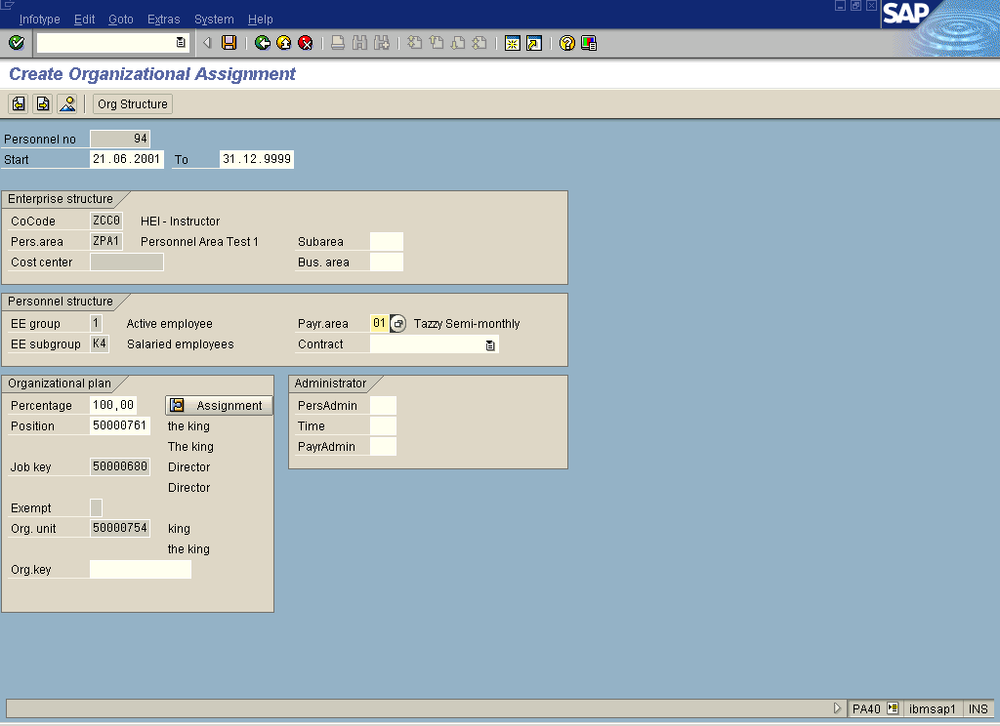 Infotype Edit Goto Extras System Help
SAP
Create Organizational Assignment
Org Structure
Personnel no 94
Start 21.06.2001 To 31.12.9999
Enterprise structure
CoCode ZCC0 HEI - Instructor
Pers.area ZPA1 Personnel Area Test 1 Subarea
Cost center Bus. area
Personnel structure
EE group 1 Active employee Payr.area 01 Tazzy Semi-monthly
EE subgroup K4 Salaried employees Contract
Organizational plan Administrator
Percentage 100,00 Assignment PersAdmin
Position 50000761 the king Time
The king PayrAdmin
Job key 50000680 Director
Director
Exempt
Org. unit 50000754 king
the king
Org.key
PA40 ibmsap1 INS